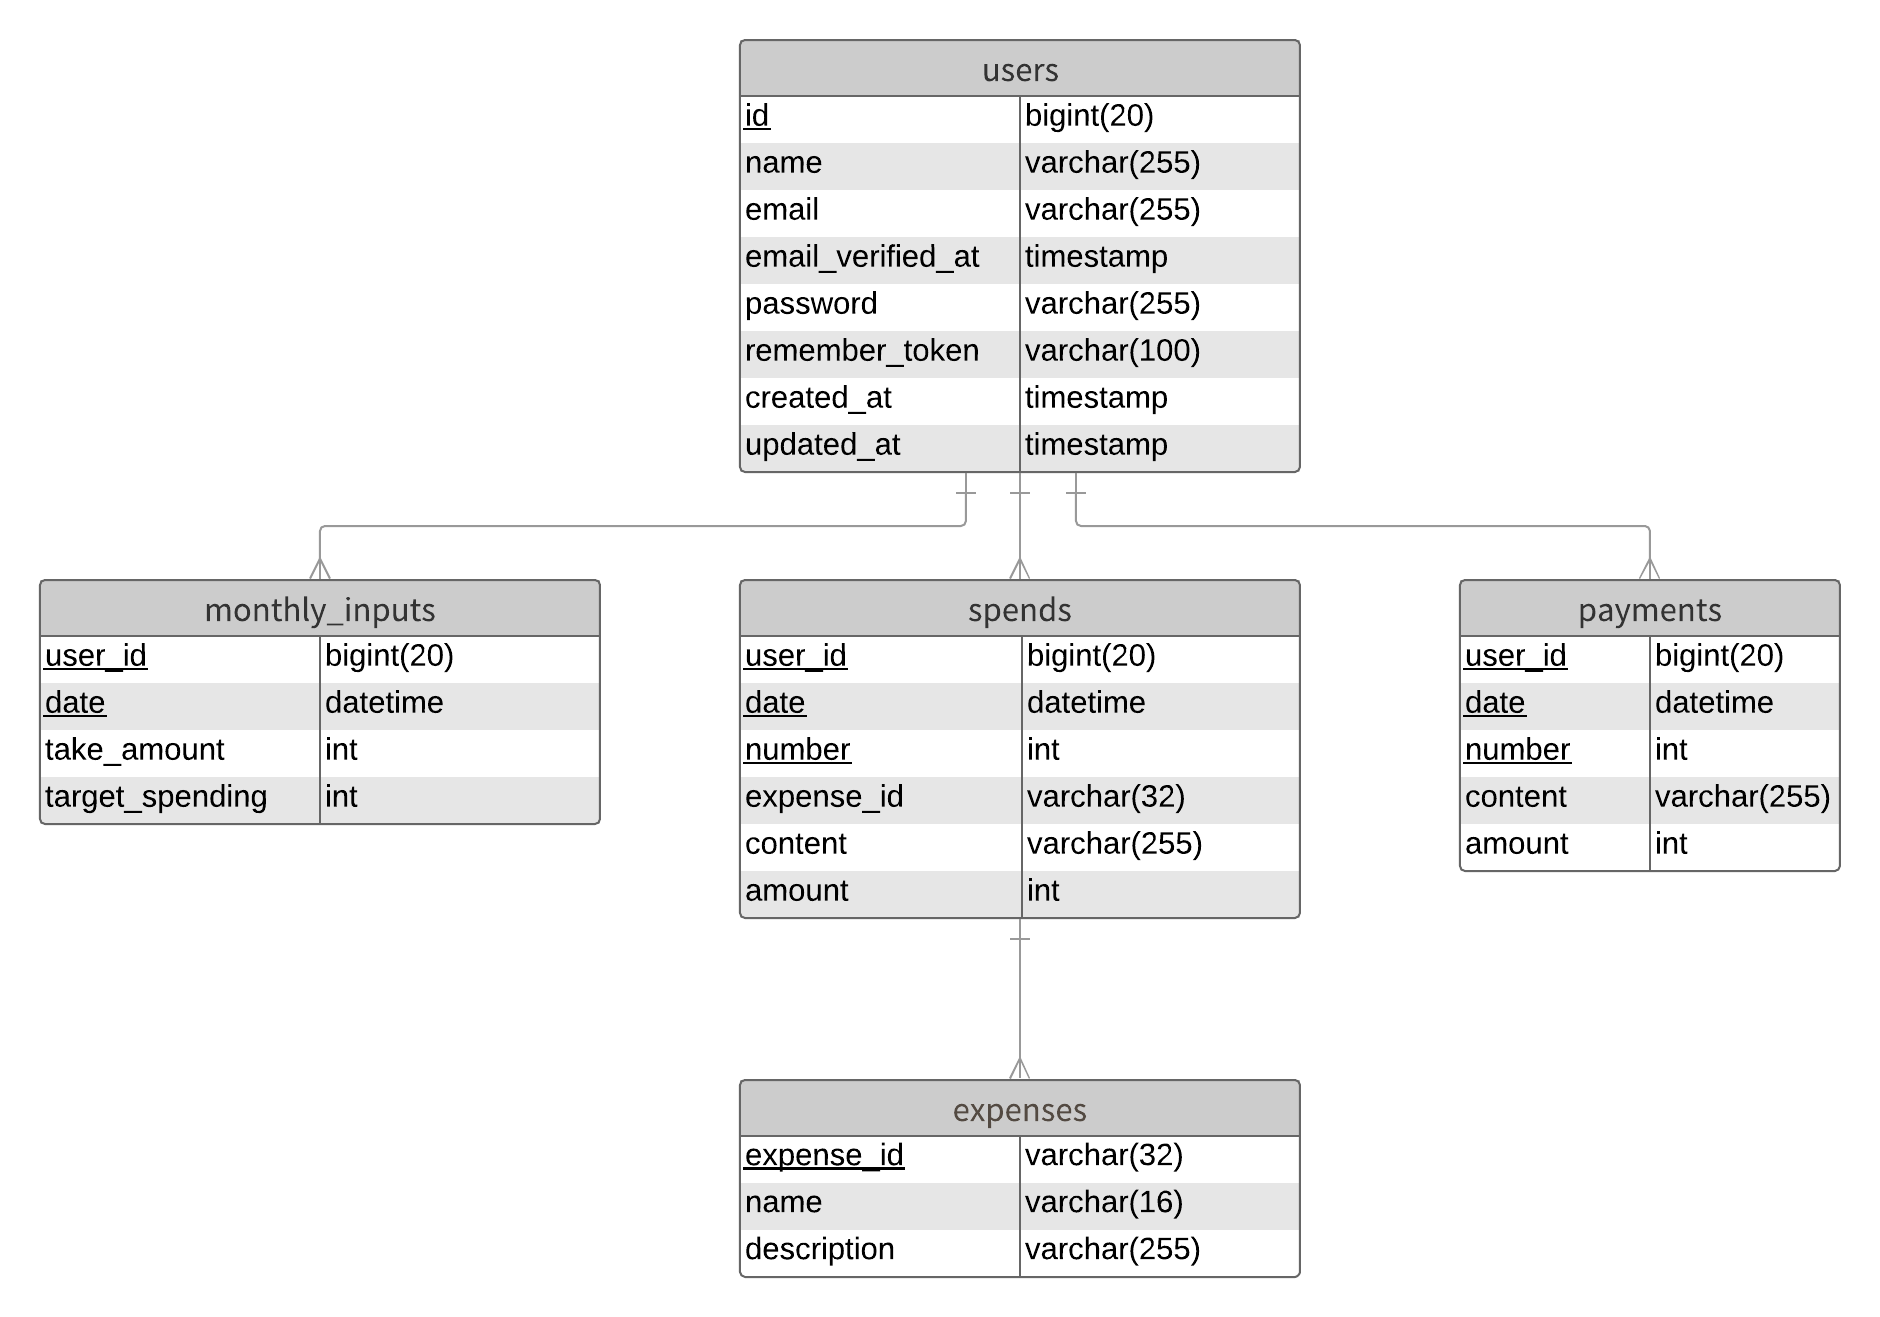 users
id bigint(20)
name varchar(255)
email varchar(255)
email_verified_at timestamp
password varchar(255)
remember_token varchar(100)
created_at timestamp
updated_at timestamp
monthly_inputs
user_id bigint(20)
date datetime
take_amount int
target_spending int
spends
user_id bigint(20)
date datetime
number int
expense_id varchar(32)
content varchar(255)
amount int
payments
user_id bigint(20)
date datetime
number int
content varchar(255)
amount int
expenses
expense_id varchar(32)
name varchar(16)
description varchar(255)